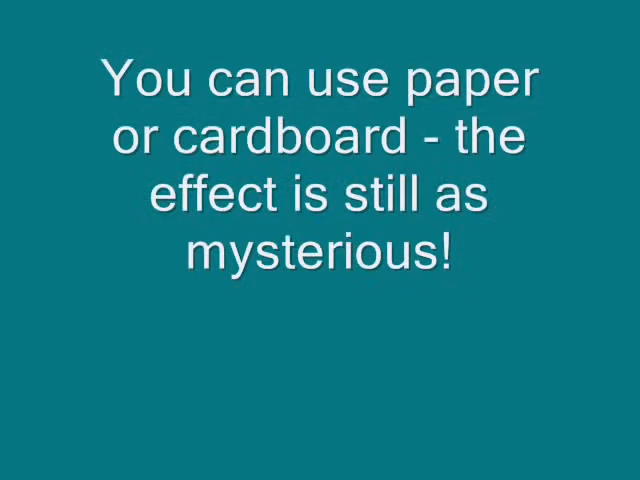 You can use paper
or cardboard - the
effect is still as
mysterious!